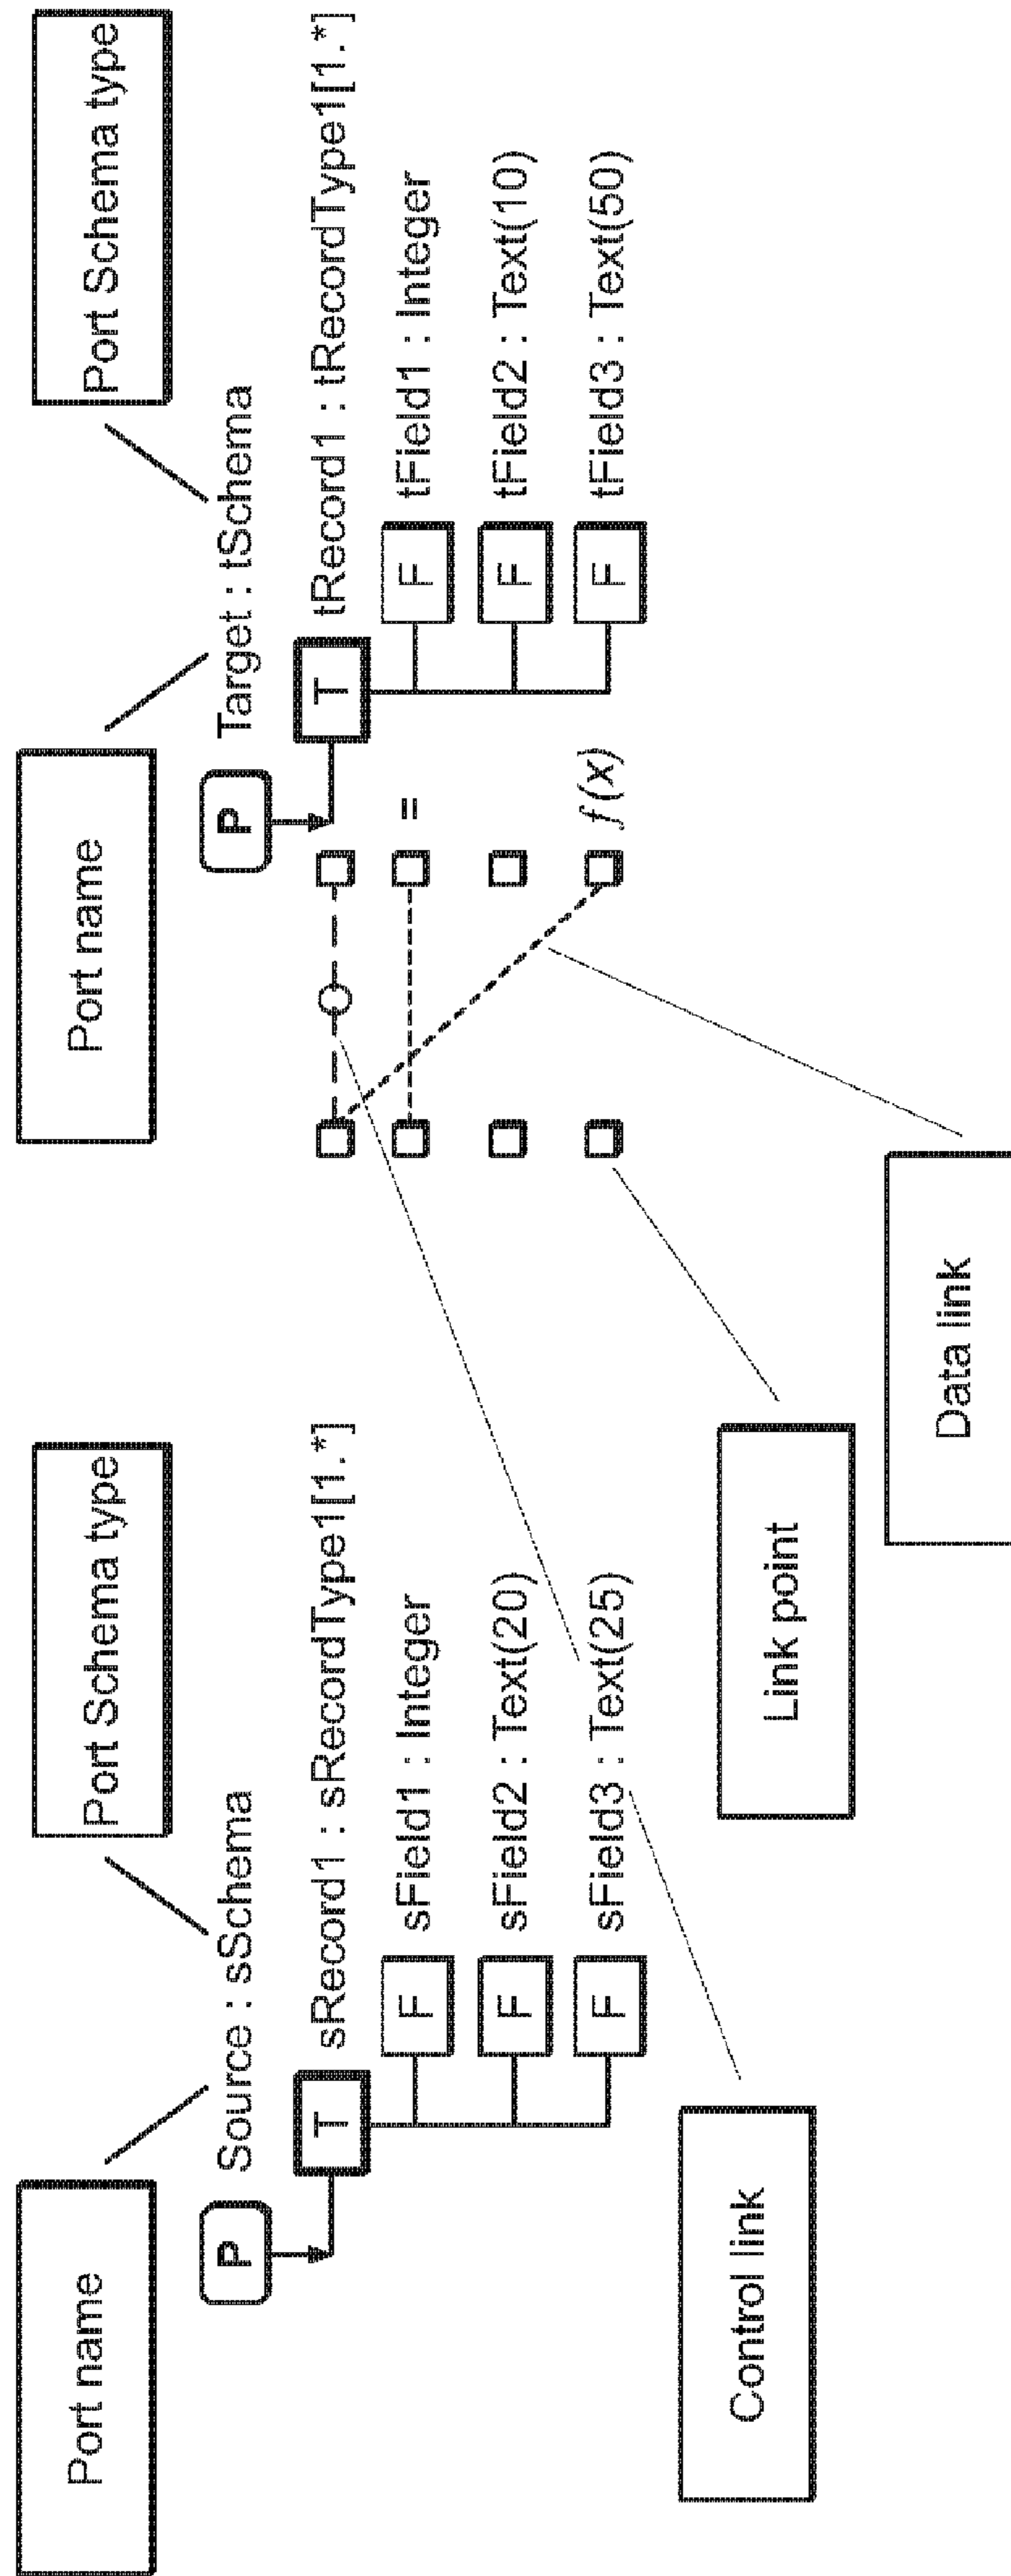 Port name
Port Schema type
Port name
Port Schema type
P
Source : sSchema
P
Target : tSchema
T
sRecord1 : sRecordType1[1.*]
T
tRecord1 : tRecordType1[1.*]
F
sField1 : Integer
=
F
tField1 : Integer
F
sField2 : Text(20)
F
tField2 : Text(10)
F
sField3 : Text(25)
f(x)
F
tField3 : Text(50)
Control link
Link point
Data link